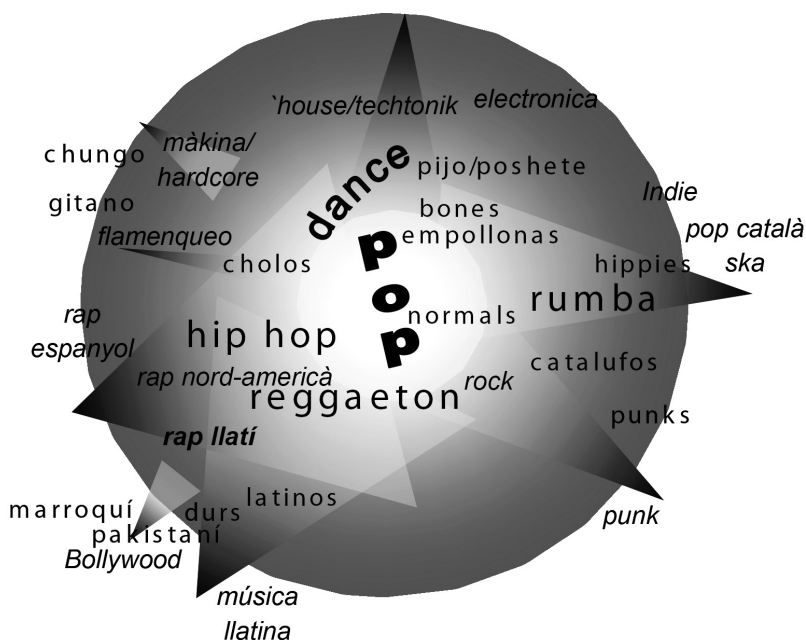 `house/techtonik
electronica
chungo
màkina/
hardcore
dance
pijo/poshete
gitano
bones
empollonas
Indie
flamenqueo
cholos
pop català
hippies
ska
pop
rumba
rap
espanyol
hip hop
normals
catalufos
rap nord-americà
rock
reggaeton
punks
rap llatí
latinos
marroquí
durs
pakistaní
punk
Bollywood
música
llatina